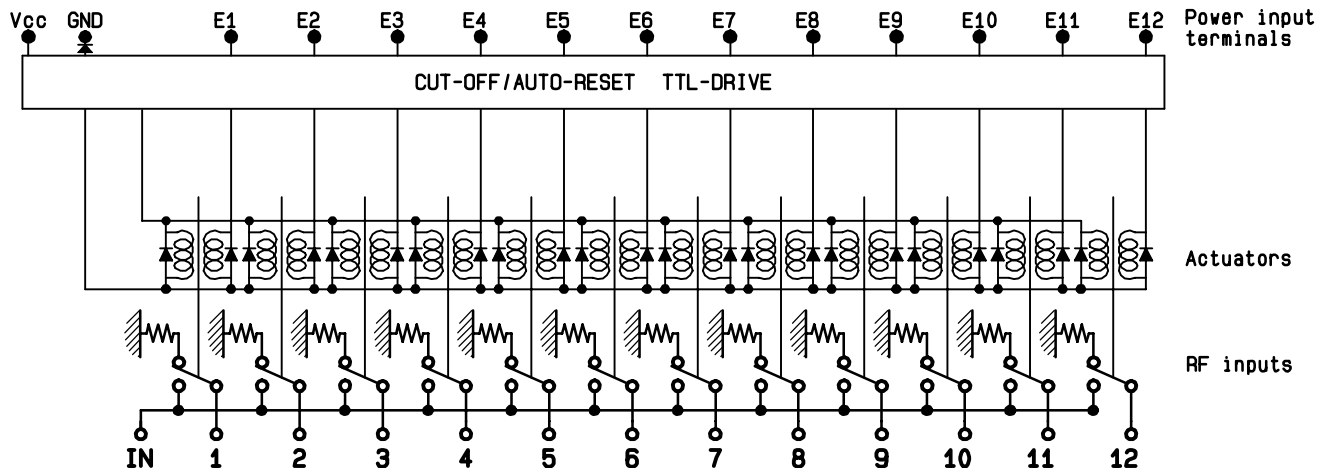 Vcc GND E1 E2 E3 E4 E5 E6 E7 E8 E9 E10 E11 E12 Power input
terminals
CUT-OFF/AUTO-RESET TTL-DRIVE
Actuators
RF inputs
IN 1 2 3 4 5 6 7 8 9 10 11 12